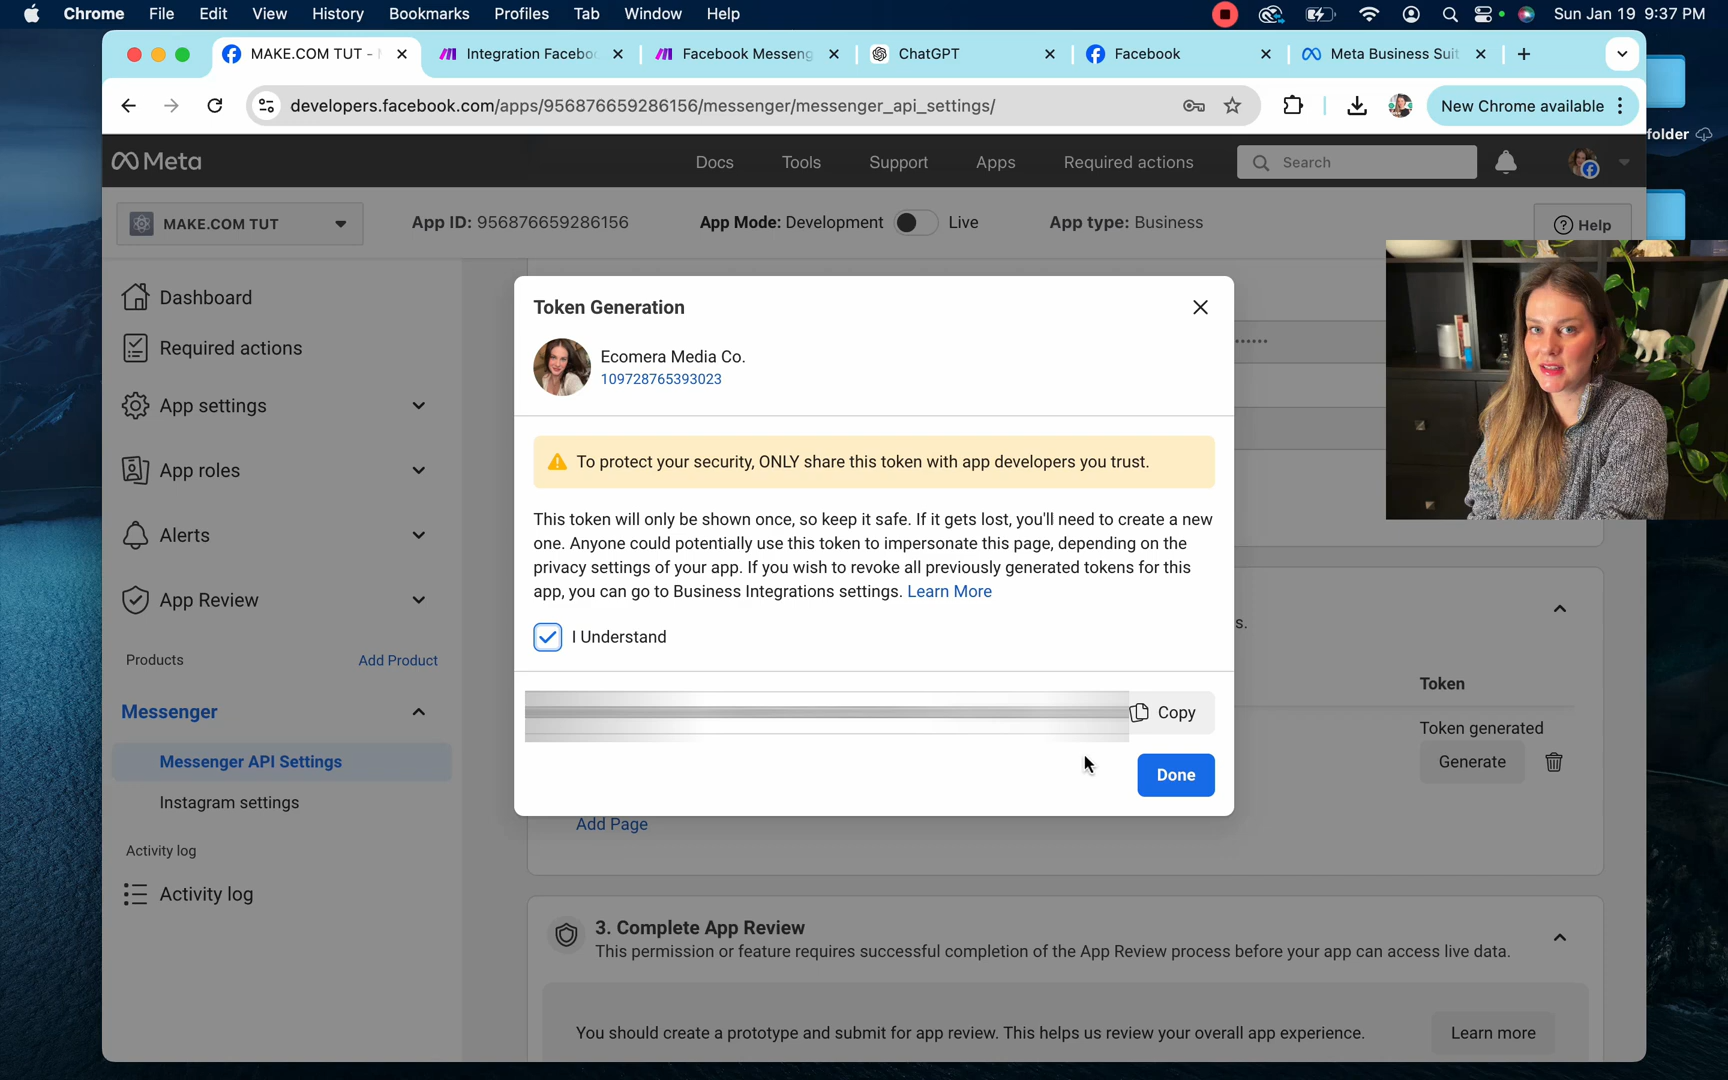 Chrome File Edit View History Bookmarks Profiles Tab Window Help Sun Jan 19 9:37 PM
MAKE.COM TUT - Integration Facebo Facebook Messeng ChatGPT Facebook Meta Business Suit
developers.facebook.com/apps/956876659286156/messenger/messenger_api_settings/ New Chrome available
folder
Meta Docs Tools Support Apps Required actions Search
MAKE.COM TUT App ID: 956876659286156 App Mode: Development Live App type: Business Help
Dashboard
Required actions
App settings
App roles
Alerts
App Review
Products Add Product
Messenger
Messenger API Settings
Instagram settings
Activity log
Activity log
Token Generation
Ecomera Media Co.
109728765393023
To protect your security, ONLY share this token with app developers you trust.
This token will only be shown once, so keep it safe. If it gets lost, you'll need to create a new
one. Anyone could potentially use this token to impersonate this page, depending on the
privacy settings of your app. If you wish to revoke all previously generated tokens for this
app, you can go to Business Integrations settings. Learn More
I Understand
Copy
Done
s.
Token
Token generated
Generate
Add Page
3. Complete App Review
This permission or feature requires successful completion of the App Review process before your app can access live data.
You should create a prototype and submit for app review. This helps us review your overall app experience. Learn more